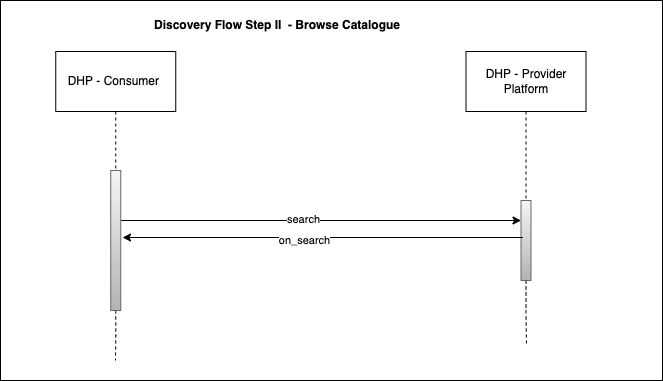 Discovery Flow Step II - Browse Catalogue
DHP - Consumer
DHP - Provider
Platform
search
on_search